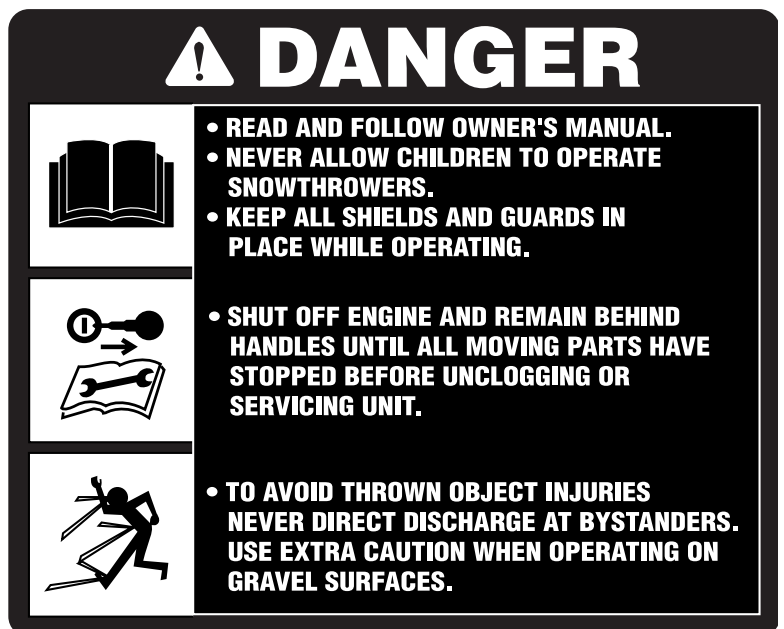 DANGER
• READ AND FOLLOW OWNER'S MANUAL.
• NEVER ALLOW CHILDREN TO OPERATE
SNOWTHROWERS.
• KEEP ALL SHIELDS AND GUARDS IN
PLACE WHILE OPERATING.
• SHUT OFF ENGINE AND REMAIN BEHIND
HANDLES UNTIL ALL MOVING PARTS HAVE
STOPPED BEFORE UNCLOGGING OR
SERVICING UNIT.
• TO AVOID THROWN OBJECT INJURIES
NEVER DIRECT DISCHARGE AT BYSTANDERS.
USE EXTRA CAUTION WHEN OPERATING ON
GRAVEL SURFACES.